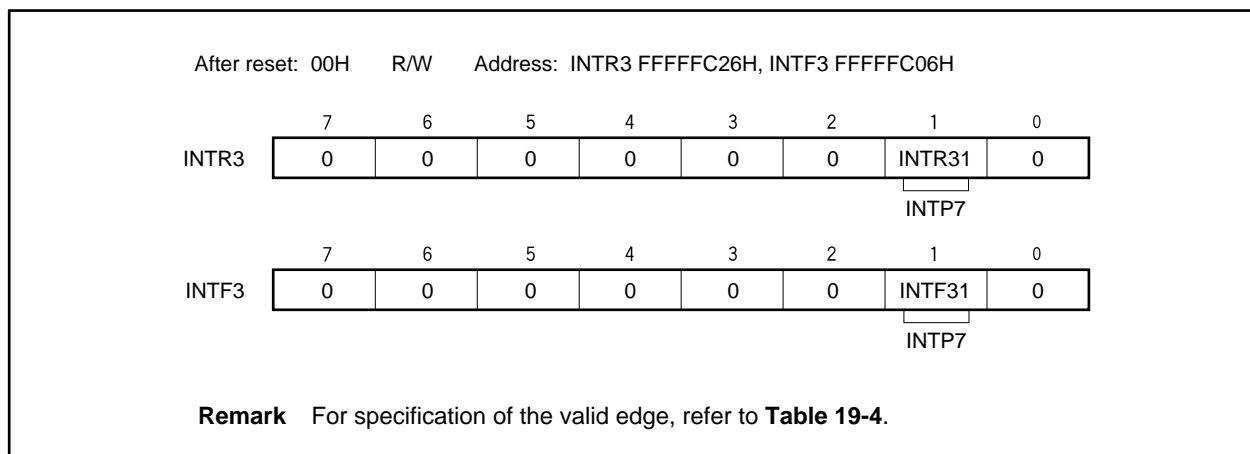 After reset: 00H R/W Address: INTR3 FFFFFC26H, INTF3 FFFFFC06H
7 6 5 4 3 2 1 0
INTR3 0 0 0 0 0 0 INTR31 0
INTP7
7 6 5 4 3 2 1 0
INTF3 0 0 0 0 0 0 INTF31 0
INTP7
Remark For specification of the valid edge, refer to Table 19-4.